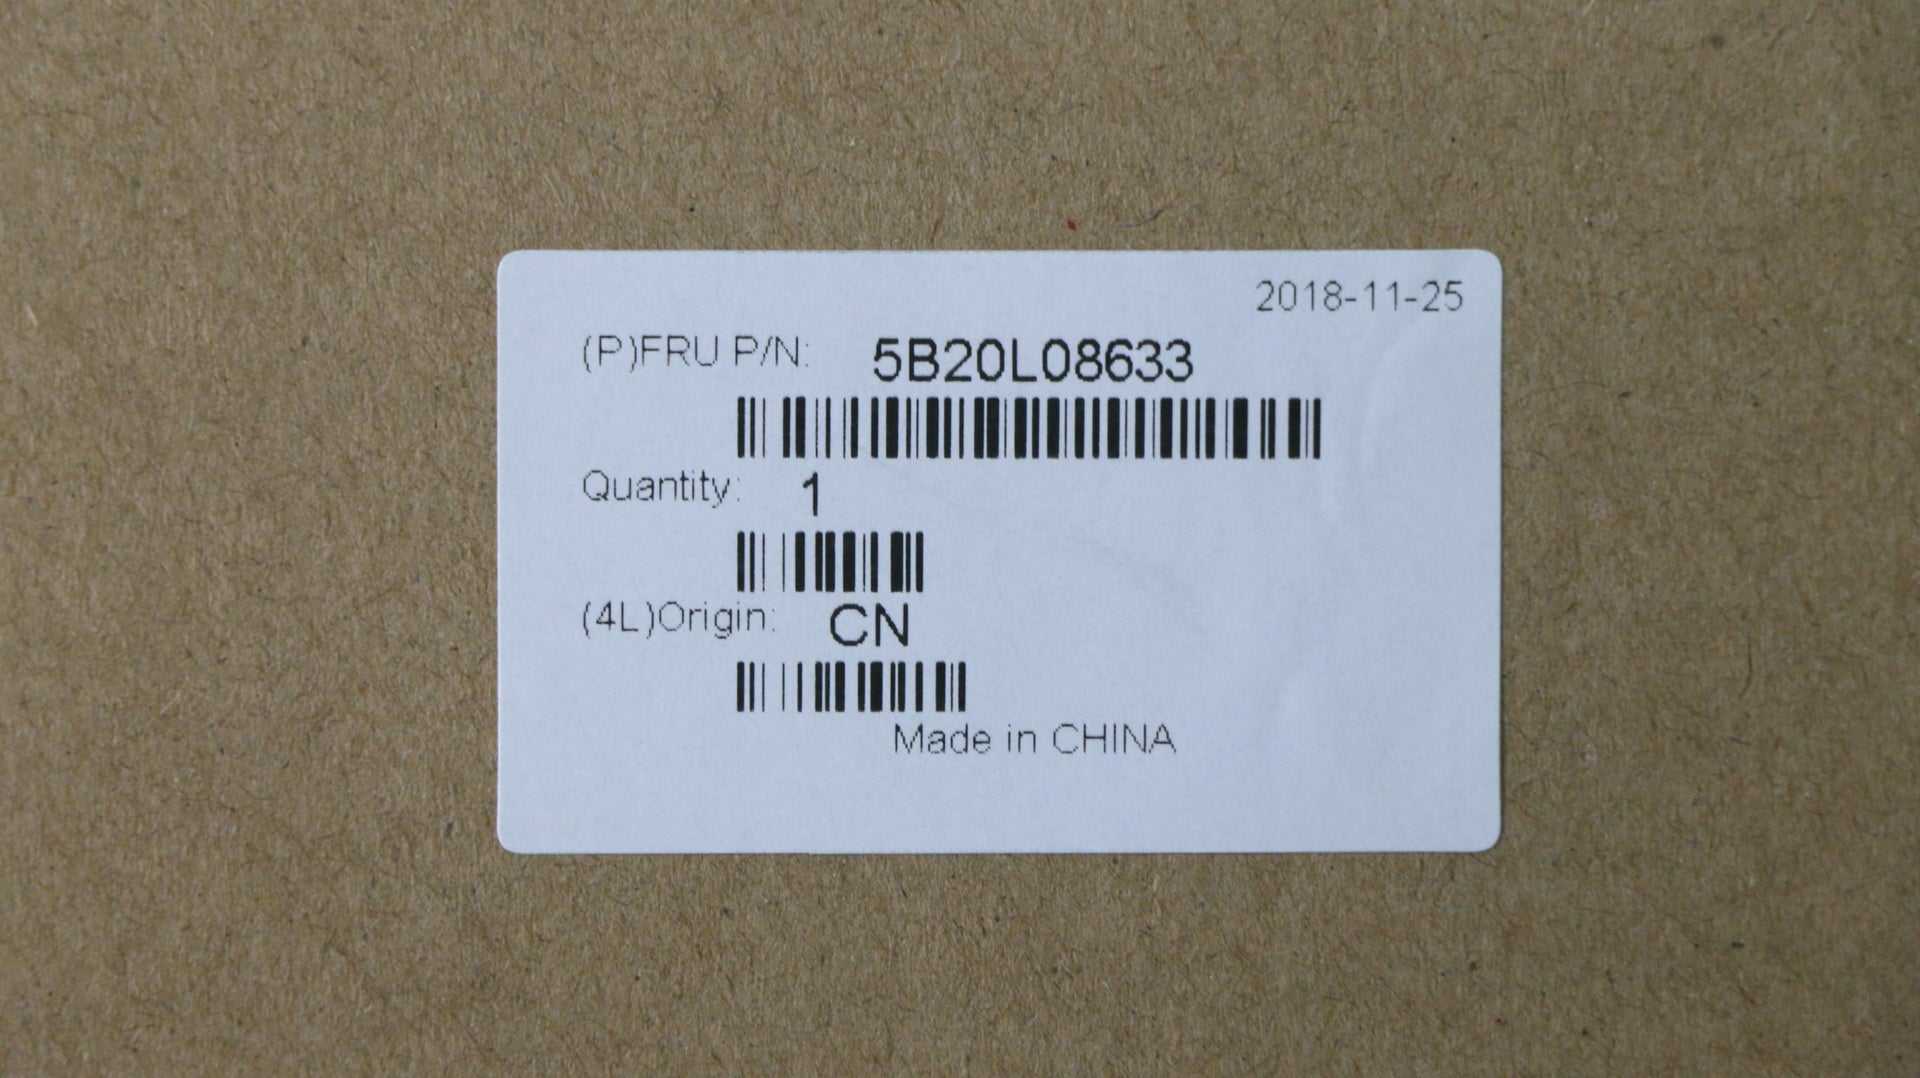 2018-11-25
(P)FRU P/N: 5B20L08633
Quantity: 1
(4L)Origin: CN
Made in CHINA